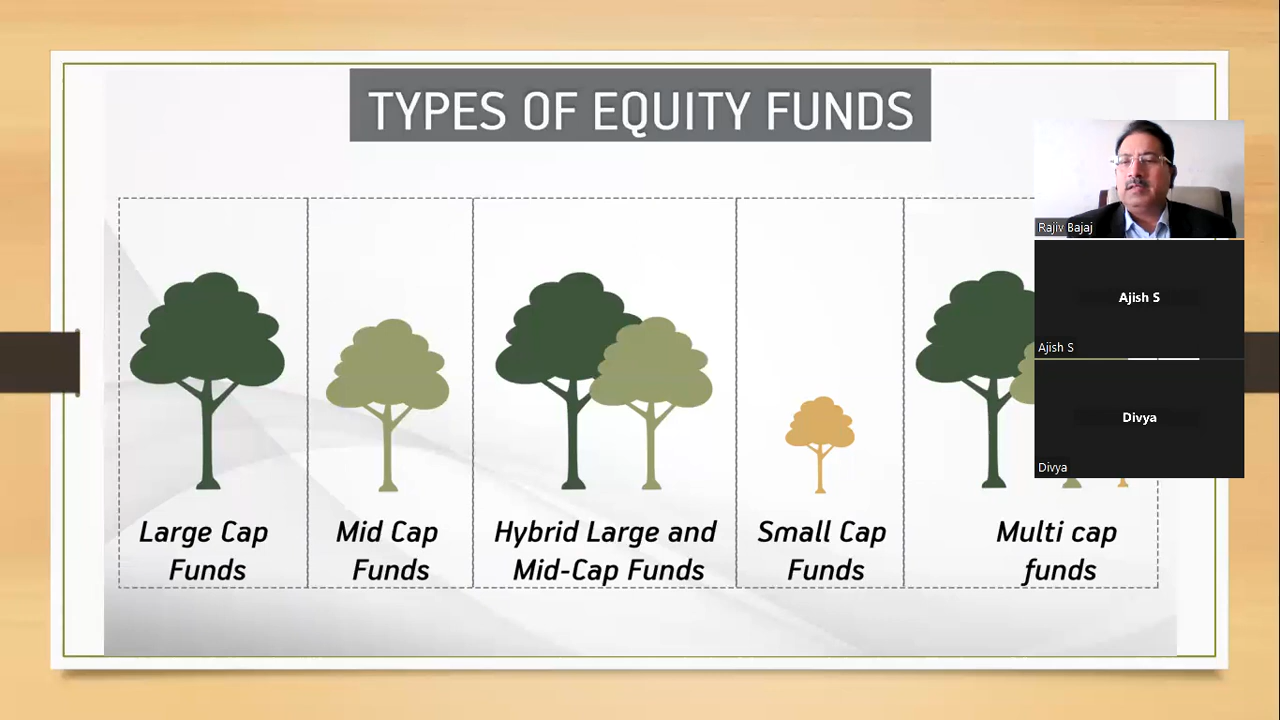 TYPES OF EQUITY FUNDS
Large Cap
Funds
Mid Cap
Funds
Hybrid Large and
Mid-Cap Funds
Small Cap
Funds
Multi cap
funds
Rajiv Bajaj
Ajish S
Ajish S
Divya
Divya